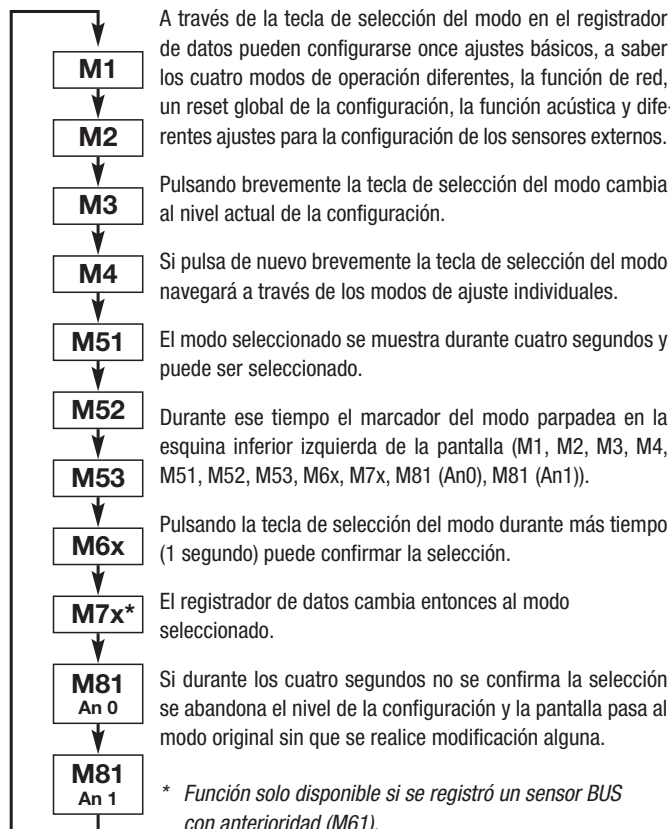 M1
M2
M3
M4
M51
M52
M53
M6x
M7x*
M81
An 0
M81
An 1
A través de la tecla de selección del modo en el registrador
de datos pueden configurarse once ajustes básicos, a saber
los cuatro modos de operación diferentes, la función de red,
un reset global de la configuración, la función acústica y dife-
rentes ajustes para la configuración de los sensores externos.
Pulsando brevemente la tecla de selección del modo cambia
al nivel actual de la configuración.
Si pulsa de nuevo brevemente la tecla de selección del modo
navegará a través de los modos de ajuste individuales.
El modo seleccionado se muestra durante cuatro segundos y
puede ser seleccionado.
Durante ese tiempo el marcador del modo parpadea en la
esquina inferior izquierda de la pantalla (M1, M2, M3, M4,
M51, M52, M53, M6x, M7x, M81 (An0), M81 (An1)).
Pulsando la tecla de selección del modo durante más tiempo
(1 segundo) puede confirmar la selección.
El registrador de datos cambia entonces al modo
seleccionado.
Si durante los cuatro segundos no se confirma la selección
se abandona el nivel de la configuración y la pantalla pasa al
modo original sin que se realice modificación alguna.
* Función solo disponible si se registró un sensor BUS
con anterioridad (M61).